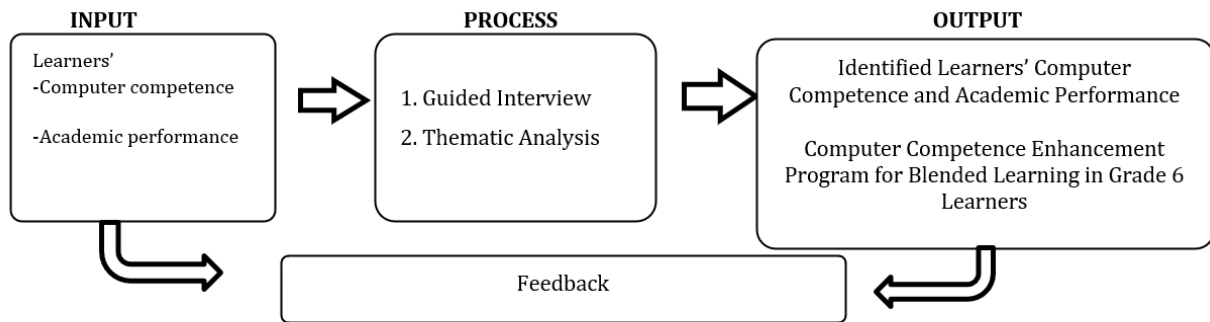 INPUT
Learners’
-Computer competence
-Academic performance
PROCESS
1. Guided Interview
2. Thematic Analysis
OUTPUT
Identified Learners’ Computer
Competence and Academic Performance
Computer Competence Enhancement
Program for Blended Learning in Grade 6
Learners
Feedback